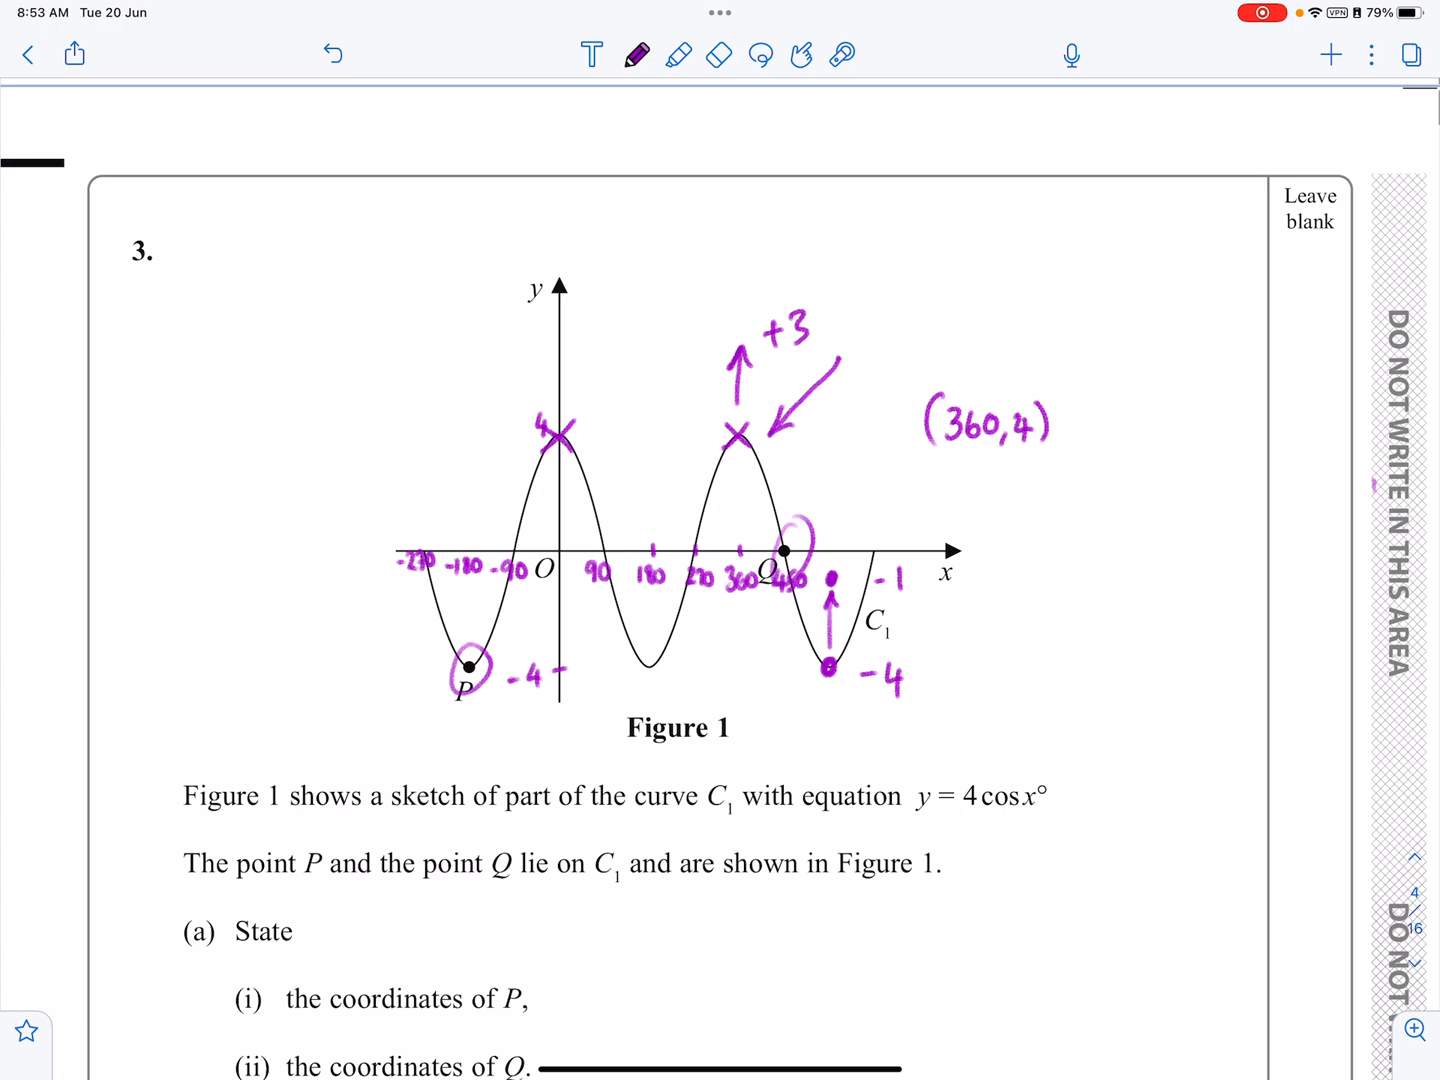 8:53 AM Tue 20 Jun
VPN 79%
T
Leave
blank
3.
y
+3
4
(360,4)
-270 -180 -90 O 90 180 270 360 Q 450
x
-1
C1
P
-4
-4
Figure 1
Figure 1 shows a sketch of part of the curve C1 with equation y = 4cosx°
The point P and the point Q lie on C1 and are shown in Figure 1.
(a) State
(i) the coordinates of P,
(ii) the coordinates of Q.
DO NOT WRITE IN THIS AREA
DO NOT
4
16